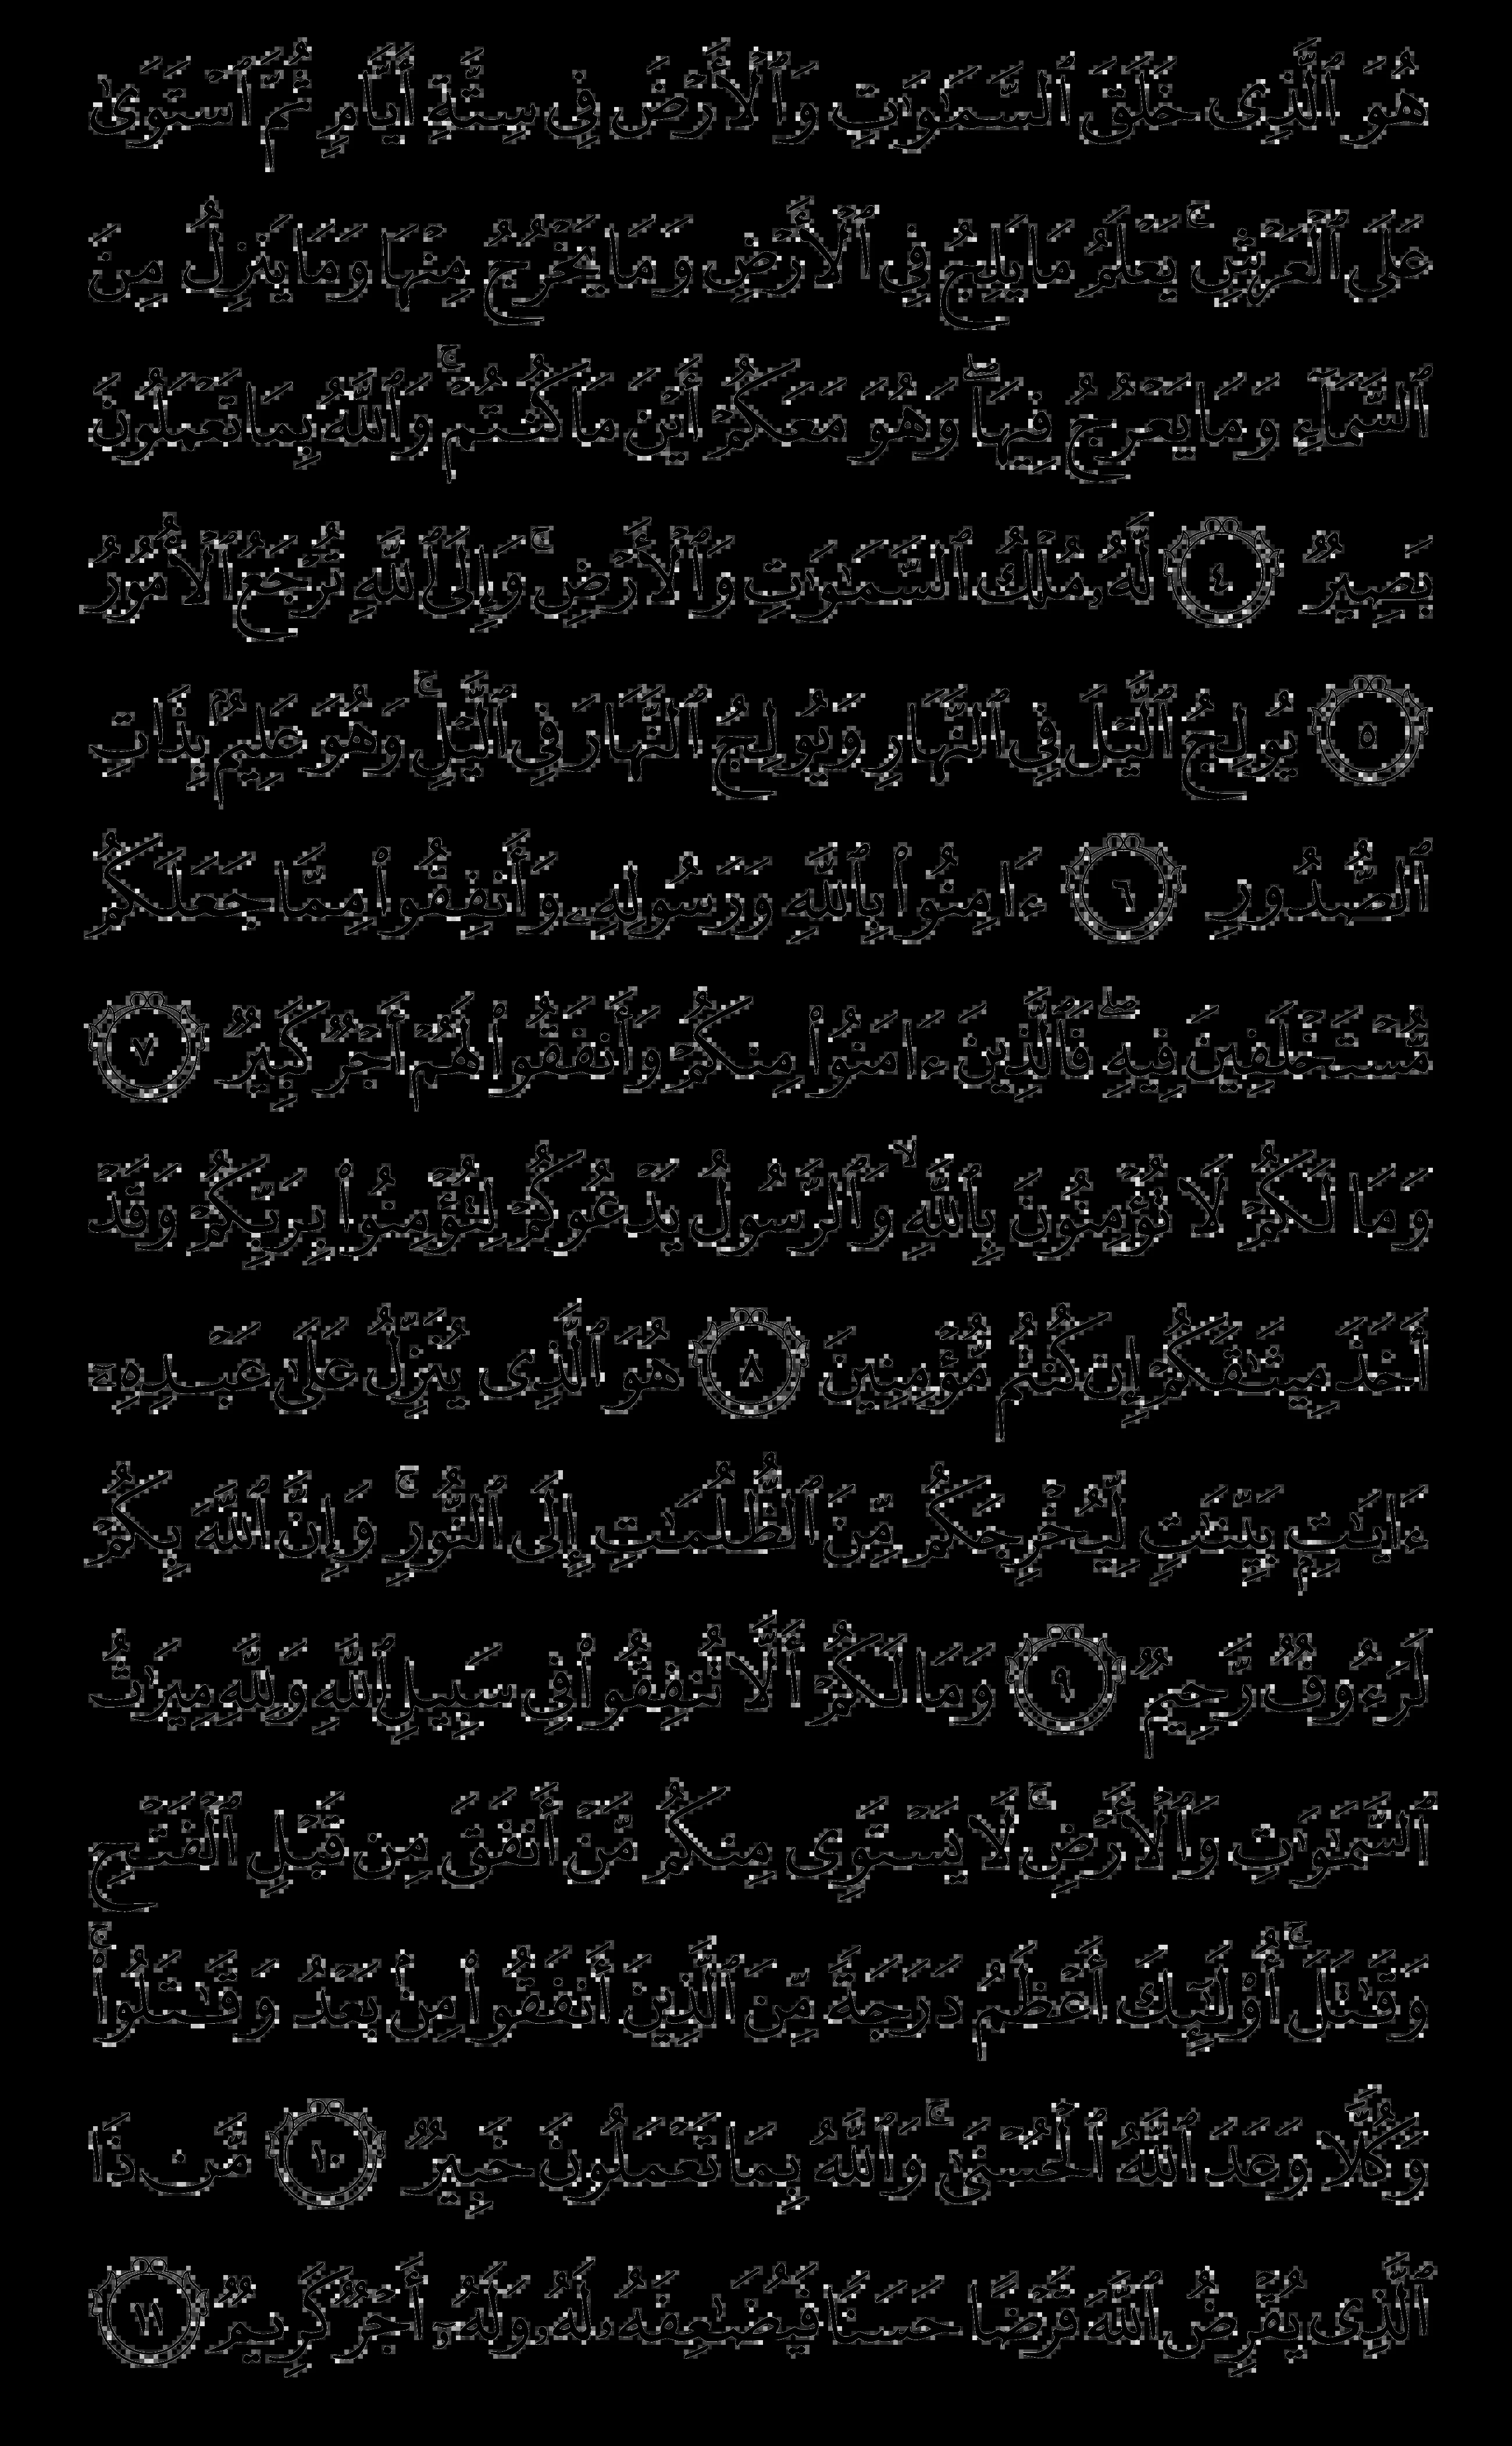 هُوَ ٱلَّذِى خَلَقَ ٱلسَّمَٰوَٰتِ وَٱلْأَرْضَ فِى سِتَّةِ أَيَّامٍ ثُمَّ ٱسْتَوَىٰ
عَلَى ٱلْعَرْشِ ۚ يَعْلَمُ مَا يَلِجُ فِى ٱلْأَرْضِ وَمَا يَخْرُجُ مِنْهَا وَمَا يَنزِلُ مِنَ
ٱلسَّمَآءِ وَمَا يَعْرُجُ فِيهَا ۖ وَهُوَ مَعَكُمْ أَيْنَ مَا كُنتُمْ ۚ وَٱللَّهُ بِمَا تَعْمَلُونَ
بَصِيرٌ ٤ لَّهُۥ مُلْكُ ٱلسَّمَٰوَٰتِ وَٱلْأَرْضِ ۚ وَإِلَى ٱللَّهِ تُرْجَعُ ٱلْأُمُورُ
٥ يُولِجُ ٱلَّيْلَ فِى ٱلنَّهَارِ وَيُولِجُ ٱلنَّهَارَ فِى ٱلَّيْلِ ۚ وَهُوَ عَلِيمٌۢ بِذَاتِ
ٱلصُّدُورِ ٦ ءَامِنُوا۟ بِٱللَّهِ وَرَسُولِهِۦ وَأَنفِقُوا۟ مِمَّا جَعَلَكُم
مُّسْتَخْلَفِينَ فِيهِ ۖ فَٱلَّذِينَ ءَامَنُوا۟ مِنكُمْ وَأَنفَقُوا۟ لَهُمْ أَجْرٌ كَبِيرٌ ٧
وَمَا لَكُمْ لَا تُؤْمِنُونَ بِٱللَّهِ ۙ وَٱلرَّسُولُ يَدْعُوكُمْ لِتُؤْمِنُوا۟ بِرَبِّكُمْ وَقَدْ
أَخَذَ مِيثَٰقَكُمْ إِن كُنتُم مُّؤْمِنِينَ ٨ هُوَ ٱلَّذِى يُنَزِّلُ عَلَىٰ عَبْدِهِۦٓ
ءَايَٰتٍۭ بَيِّنَٰتٍ لِّيُخْرِجَكُم مِّنَ ٱلظُّلُمَٰتِ إِلَى ٱلنُّورِ ۚ وَإِنَّ ٱللَّهَ بِكُمْ
لَرَءُوفٌ رَّحِيمٌ ٩ وَمَا لَكُمْ أَلَّا تُنفِقُوا۟ فِى سَبِيلِ ٱللَّهِ وَلِلَّهِ مِيرَٰثُ
ٱلسَّمَٰوَٰتِ وَٱلْأَرْضِ ۚ لَا يَسْتَوِى مِنكُم مَّنْ أَنفَقَ مِن قَبْلِ ٱلْفَتْحِ
وَقَٰتَلَ ۚ أُو۟لَٰٓئِكَ أَعْظَمُ دَرَجَةً مِّنَ ٱلَّذِينَ أَنفَقُوا۟ مِنۢ بَعْدُ وَقَٰتَلُوا۟ ۚ
وَكُلًّا وَعَدَ ٱللَّهُ ٱلْحُسْنَىٰ ۚ وَٱللَّهُ بِمَا تَعْمَلُونَ خَبِيرٌ ١٠ مَّن ذَا
ٱلَّذِى يُقْرِضُ ٱللَّهَ قَرْضًا حَسَنًا فَيُضَٰعِفَهُۥ لَهُۥ وَلَهُۥٓ أَجْرٌ كَرِيمٌ ١١